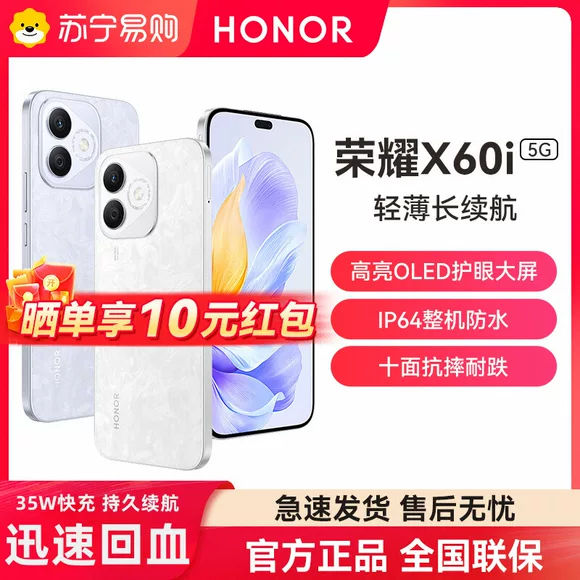 苏宁易购 HONOR
荣耀X60i 5G
轻薄长续航
高亮OLED护眼大屏
IP64整机防水
十面抗摔耐跌
开
晒单享10元红包
HONOR
35W快充 持久续航
迅速回血
急速发货 售后无忧
官方正品 全国联保